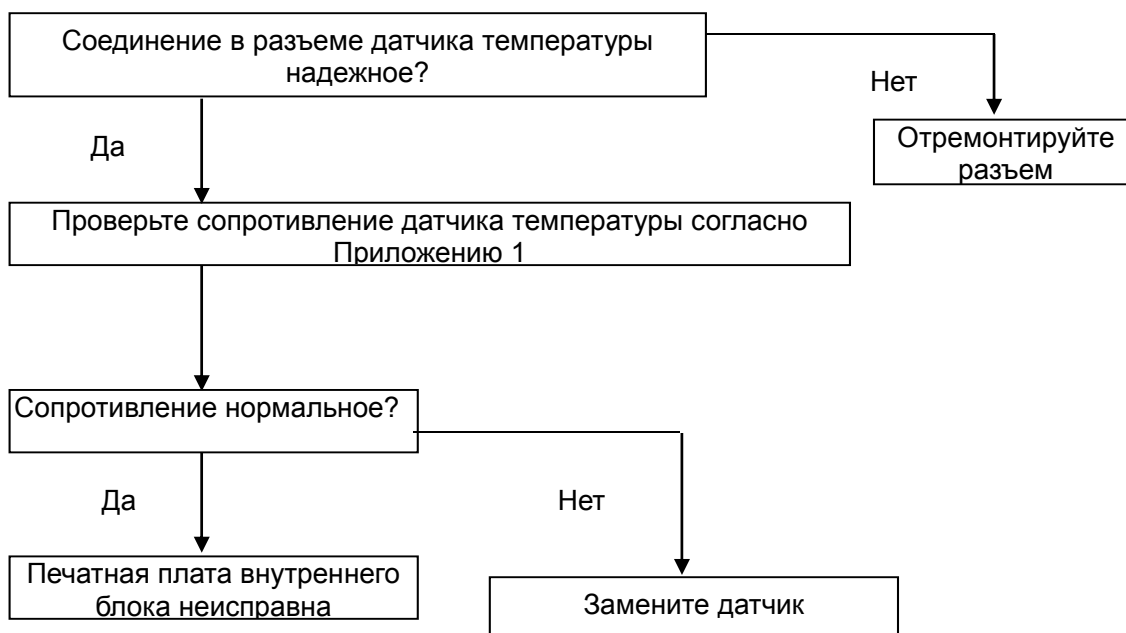 Соединение в разъеме датчика температуры
надежное?
Нет
Отремонтируйте
разъем
Да
Проверьте сопротивление датчика температуры согласно
Приложению 1
Сопротивление нормальное?
Да
Нет
Печатная плата внутреннего
блока неисправна
Замените датчик